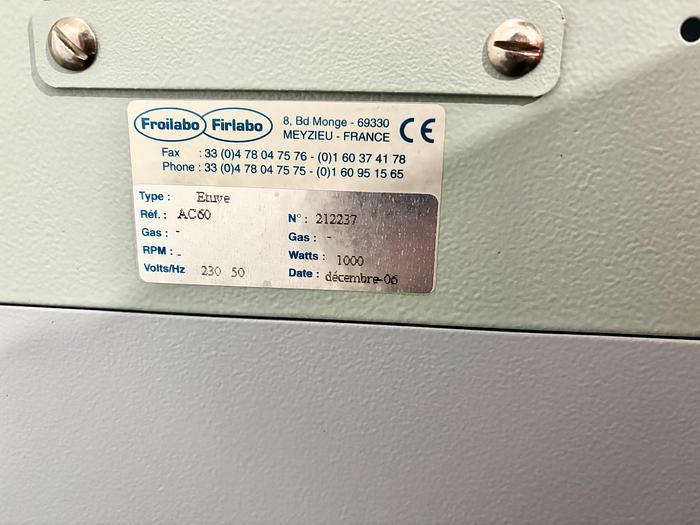 Froilabo Firlabo
8, Bd Monge - 69330
MEYZIEU - FRANCE
CE
Fax : 33 (0)4 78 04 75 76 - (0)1 60 37 41 78
Phone : 33 (0)4 78 04 75 75 - (0)1 60 95 15 65
Type : Etuve
Réf. : AC60 N° : 212237
Gas : - Gas : -
RPM : - Watts : 1000
Volts/Hz 230 50 Date : décembre-06